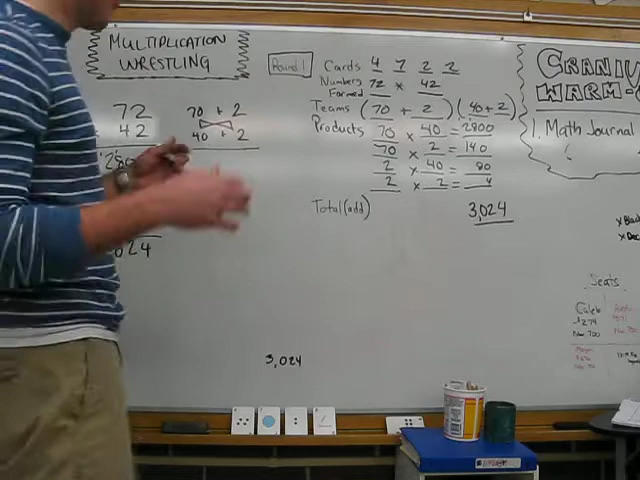 MULTIPLICATION
WRESTLING
72
42
280
024
70 + 2
40 + 2
Round 1
Cards 4 7 2 2
Numbers Formed 72 × 42
Teams (70 + 2) (40 + 2)
Products 70 × 40 = 2800
70 × 2 = 140
2 × 40 = 80
2 × 2 = 4
Total (add) 3,024
3,024
CRANIU
WARM-
1. Math Journal
x Black
Seats
Caleb